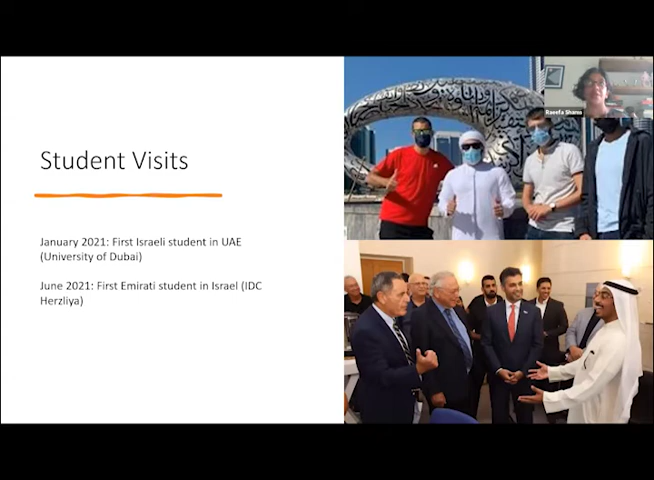 Student Visits
January 2021: First Israeli student in UAE
(University of Dubai)
June 2021: First Emirati student in Israel (IDC
Herzliya)
Raeefa Shams